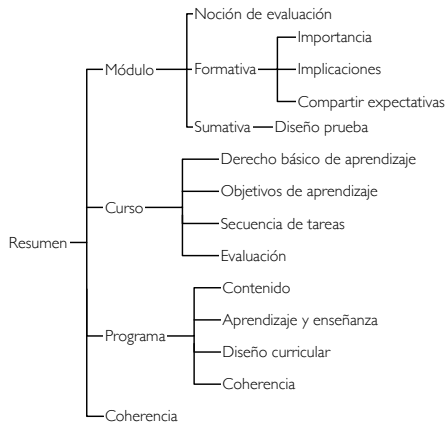 Noción de evaluación
Importancia
Módulo
Formativa
Implicaciones
Compartir expectativas
Sumativa
Diseño prueba
Derecho básico de aprendizaje
Objetivos de aprendizaje
Curso
Secuencia de tareas
Resumen
Evaluación
Contenido
Aprendizaje y enseñanza
Programa
Diseño curricular
Coherencia
Coherencia